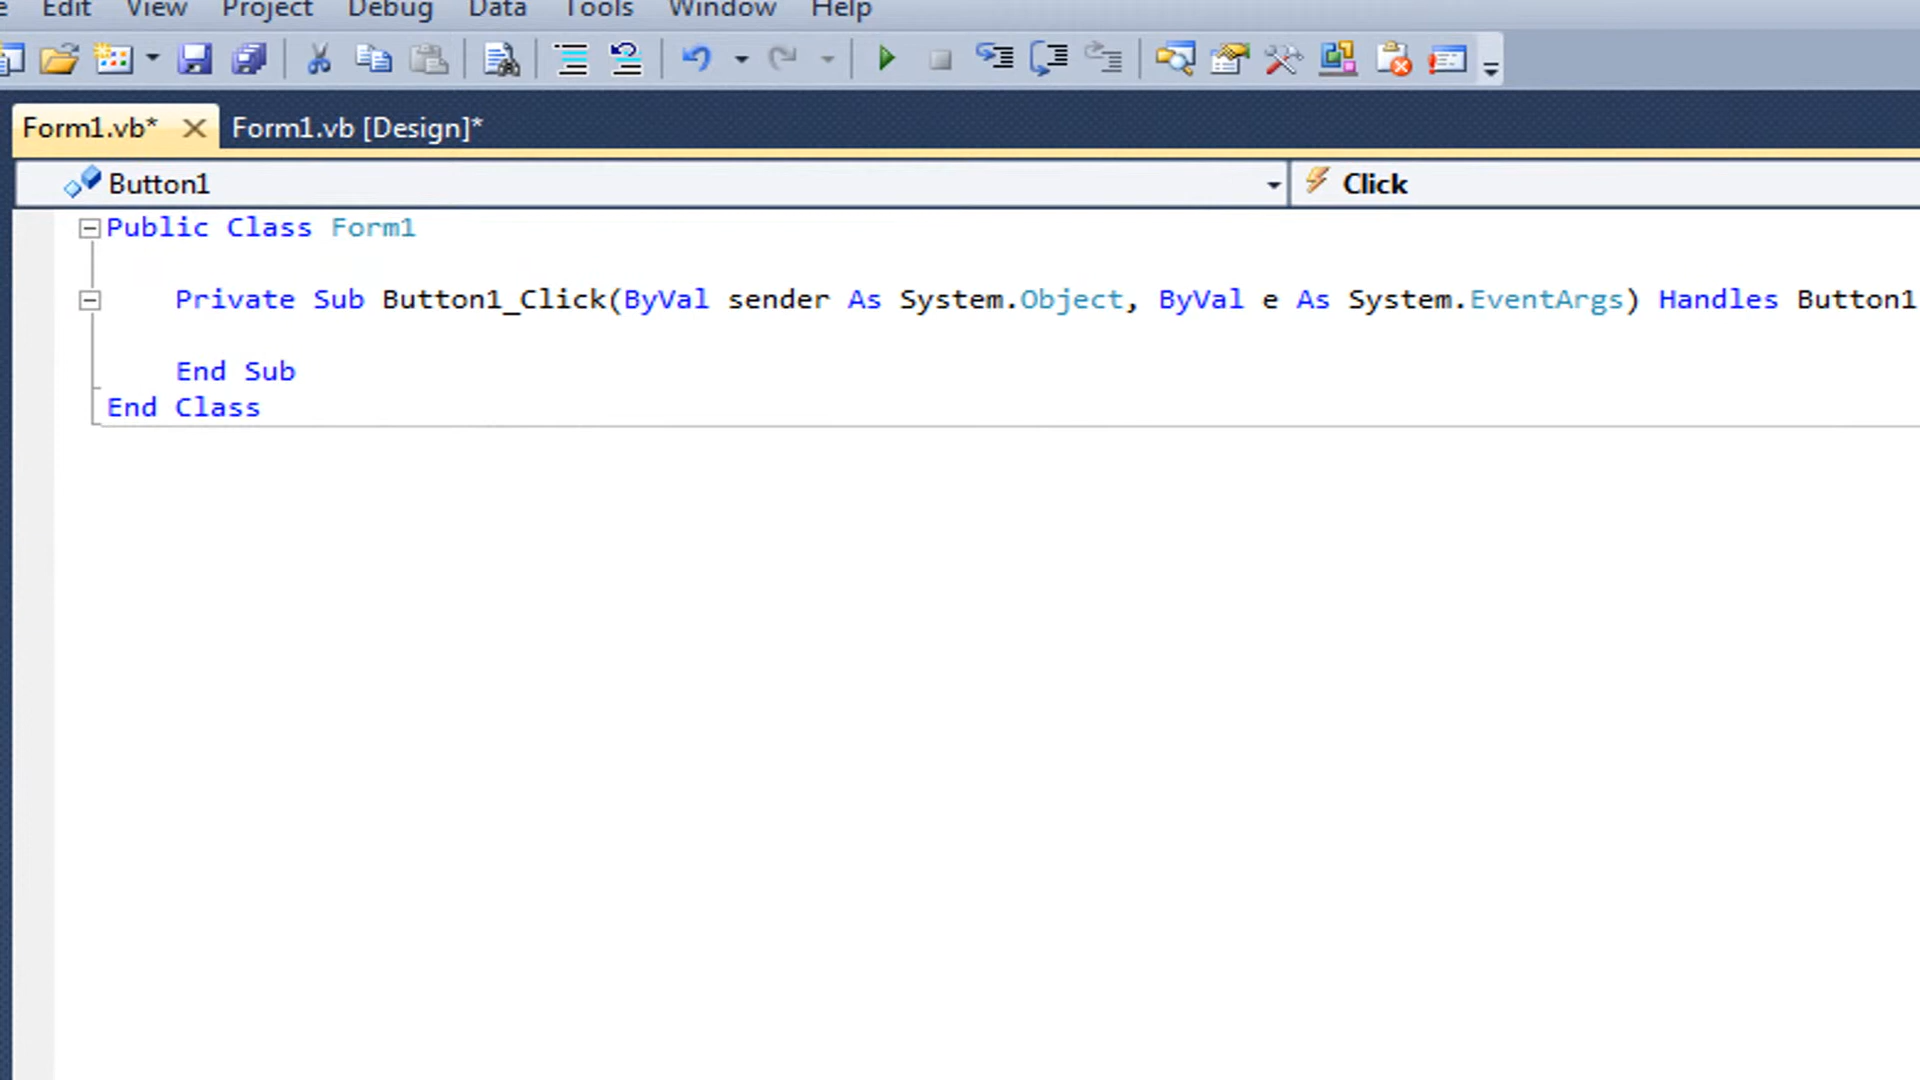 Edit View Project Debug Data Tools Window Help
Form1.vb* Form1.vb [Design]*
Button1 Click
Public Class Form1
Private Sub Button1_Click(ByVal sender As System.Object, ByVal e As System.EventArgs) Handles Button1
End Sub
End Class